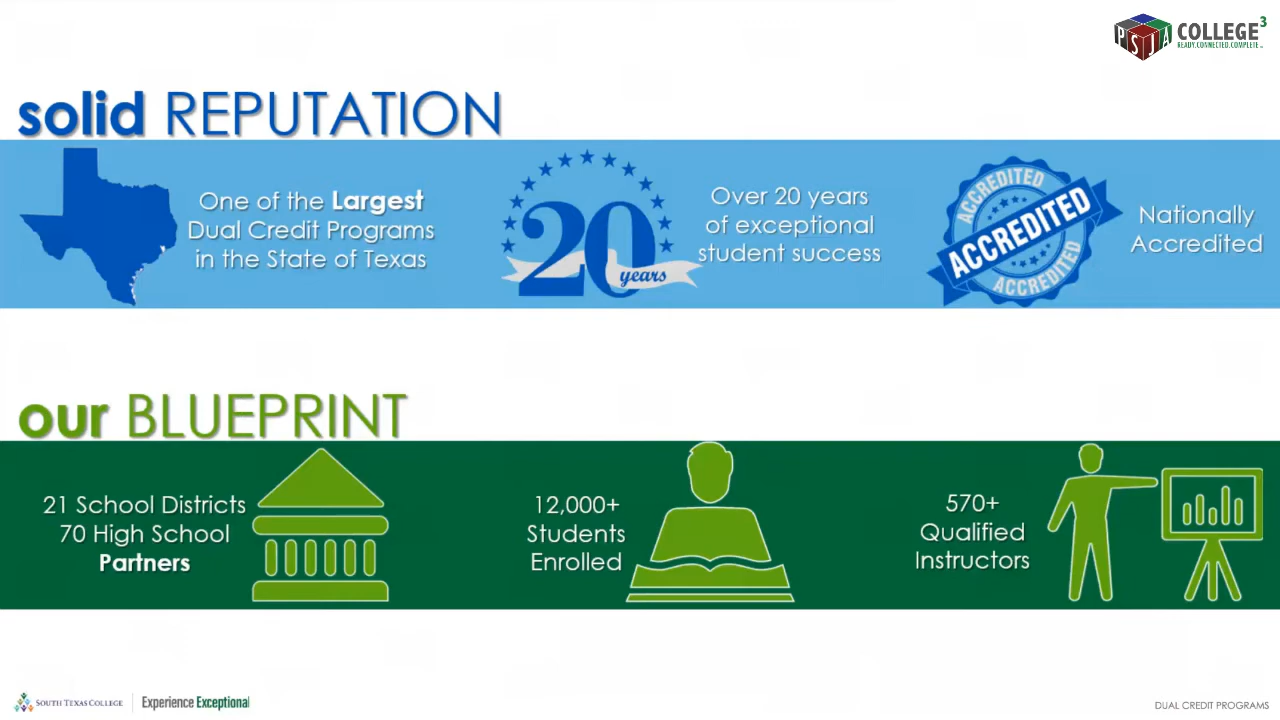 PSJA COLLEGE³
READY.CONNECTED.COMPLETE
solid REPUTATION
One of the Largest
Dual Credit Programs
in the State of Texas
20
years
Over 20 years
of exceptional
student success
ACCREDITED
ACCREDITED
ACCREDITED
Nationally
Accredited
our BLUEPRINT
21 School Districts
70 High School
Partners
12,000+
Students
Enrolled
570+
Qualified
Instructors
SOUTH TEXAS COLLEGE
Experience Exceptional
DUAL CREDIT PROGRAMS